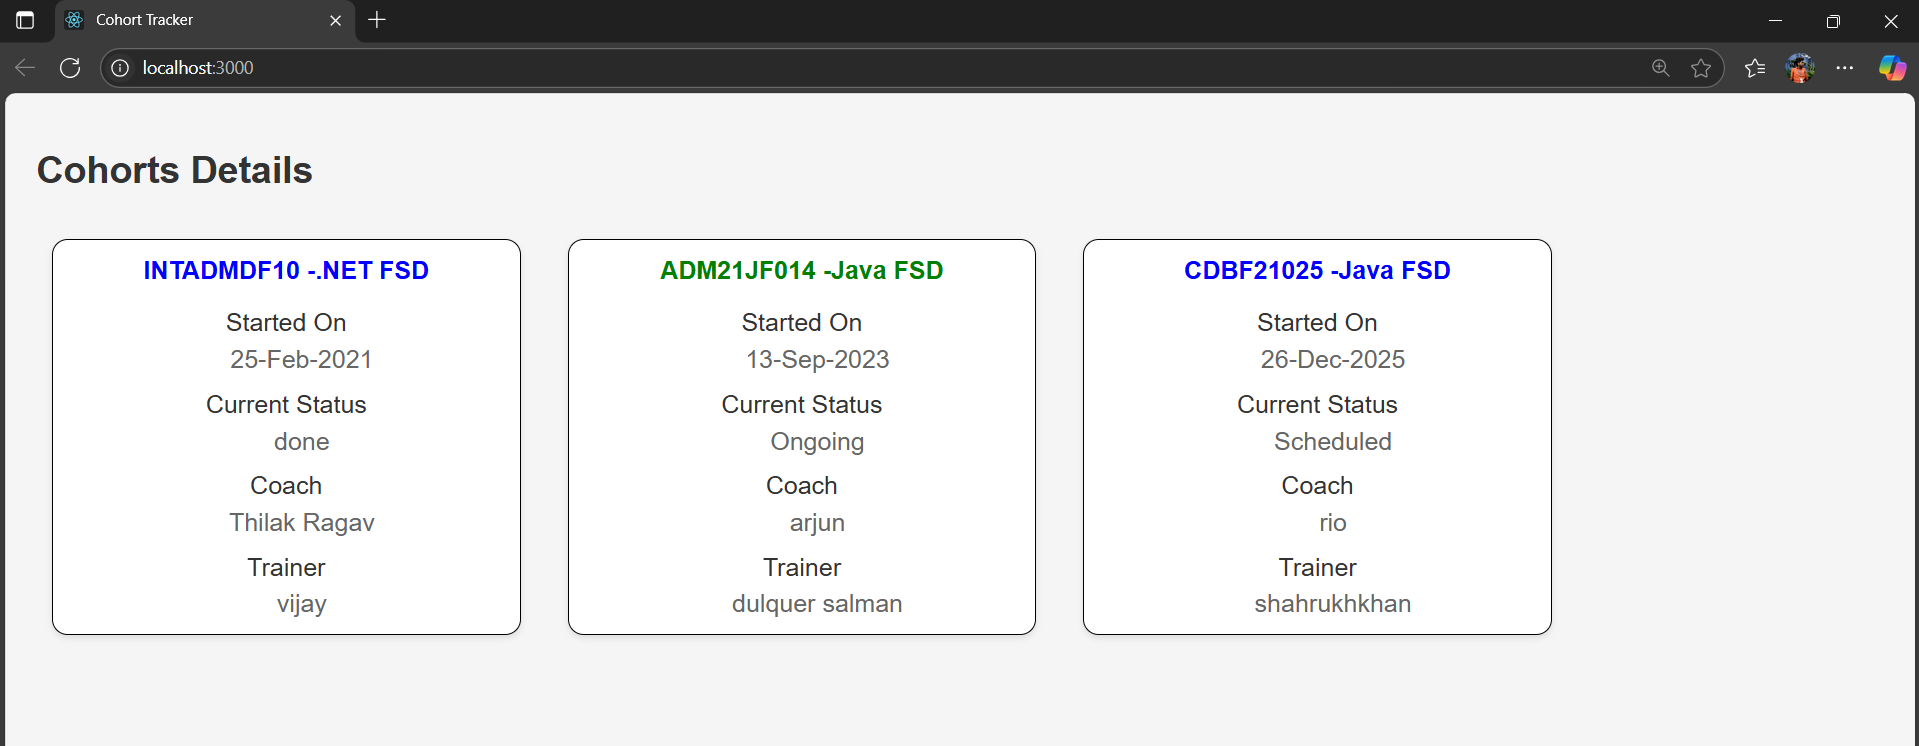 Cohort Tracker
localhost:3000
Cohorts Details
INTADMDF10 -.NET FSD
Started On
25-Feb-2021
Current Status
done
Coach
Thilak Ragav
Trainer
vijay
ADM21JF014 -Java FSD
Started On
13-Sep-2023
Current Status
Ongoing
Coach
arjun
Trainer
dulquer salman
CDBF21025 -Java FSD
Started On
26-Dec-2025
Current Status
Scheduled
Coach
rio
Trainer
shahrukhkhan